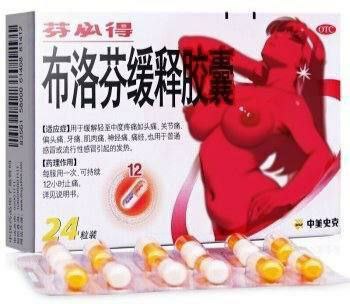 芬必得
OTC
布洛芬缓释胶囊
【适应症】用于缓解轻至中度疼痛如头痛、关节痛、
偏头痛、牙痛、肌肉痛、神经痛、痛经。也用于普通
感冒或流行性感冒引起的发热。
【药理作用】
每服用一次，可持续
12小时止痛。
详见说明书。
12
24粒装
中美史克